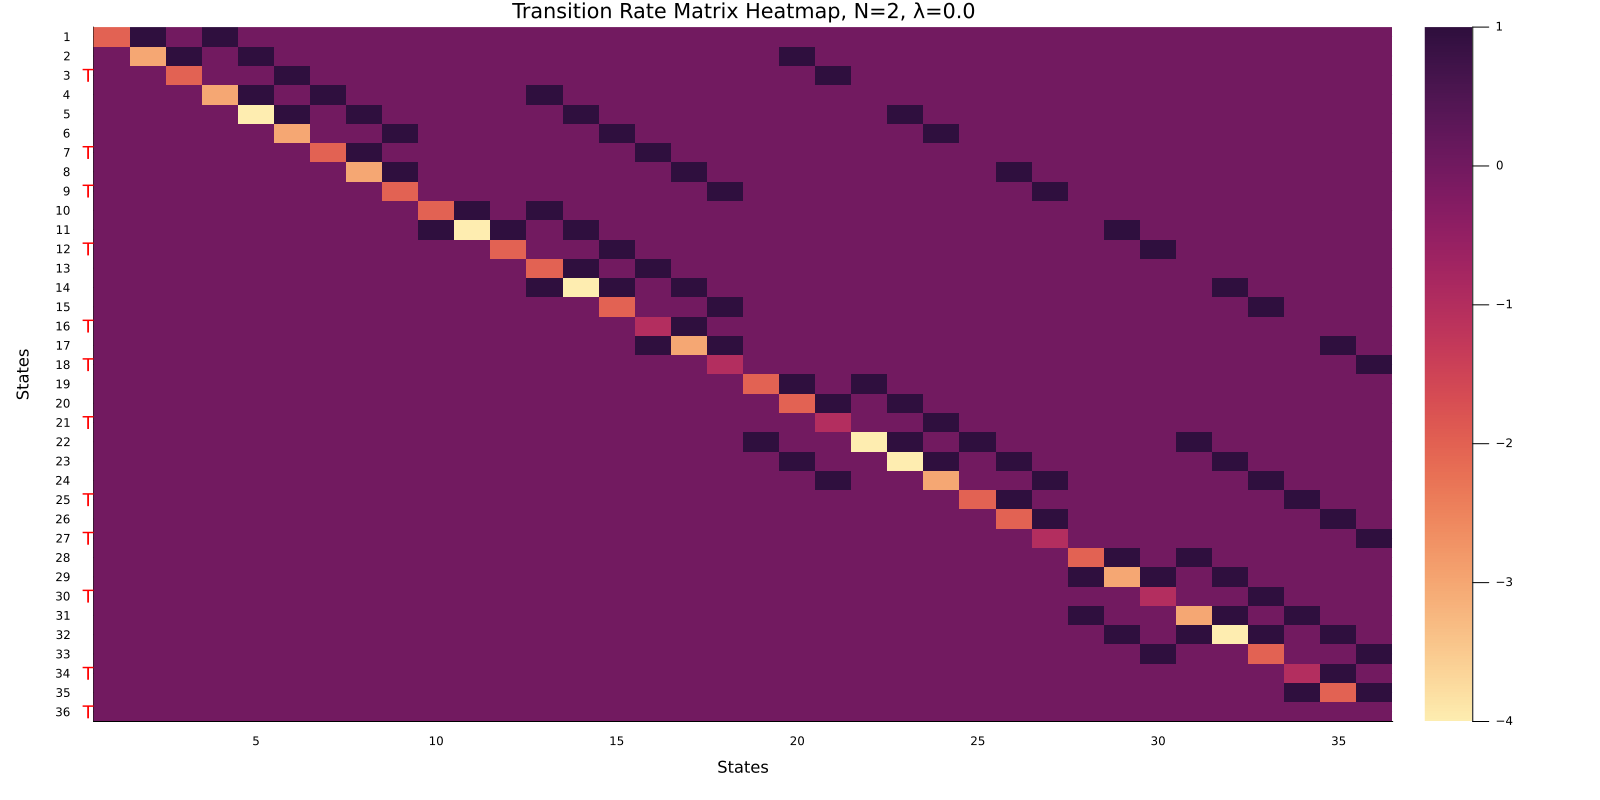 Transition Rate Matrix Heatmap, N=2, λ=0.0
1
2
3 T
4
5
6
7 T
8
9 T
10
11
12 T
13
14
15
16 T
17
18 T
19
20
21 T
22
23
24
25 T
26
27 T
28
29
30 T
31
32
33
34 T
35
36 T
States
5 10 15 20 25 30 35
States
1
0
−1
−2
−3
−4